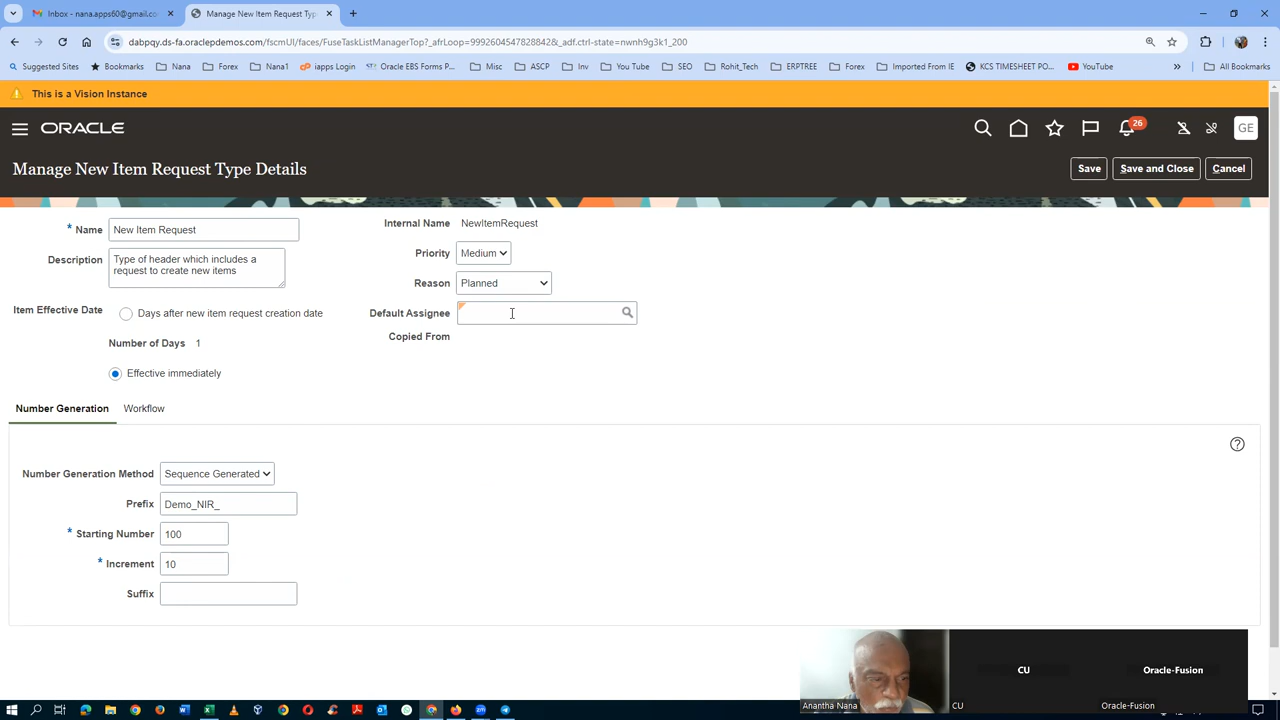 Inbox - nana.apps60@gmail.co
Manage New Item Request Typ
dabpqy.ds-fa.oraclepdemos.com/fscmUI/faces/FuseTaskListManagerTop?_afrLoop=9992604547828842&_adf.ctrl-state=nwnh9g3k1_200
Suggested Sites
Bookmarks
Nana
Forex
Nana1
iapps Login
Oracle EBS Forms P...
Misc
ASCP
Inv
You Tube
SEO
Rohit_Tech
ERPTREE
Forex
Imported From IE
KCS TIMESHEET PO...
YouTube
All Bookmarks
This is a Vision Instance
ORACLE
26
GE
Manage New Item Request Type Details
Save
Save and Close
Cancel
* Name New Item Request
Description Type of header which includes a
request to create new items
Item Effective Date
Days after new item request creation date
Number of Days 1
Effective immediately
Internal Name NewItemRequest
Priority Medium
Reason Planned
Default Assignee
Copied From
Number Generation
Workflow
Number Generation Method Sequence Generated
Prefix Demo_NIR_
* Starting Number 100
* Increment 10
Suffix
CU
Oracle-Fusion
Anantha Nana
CU
Oracle-Fusion